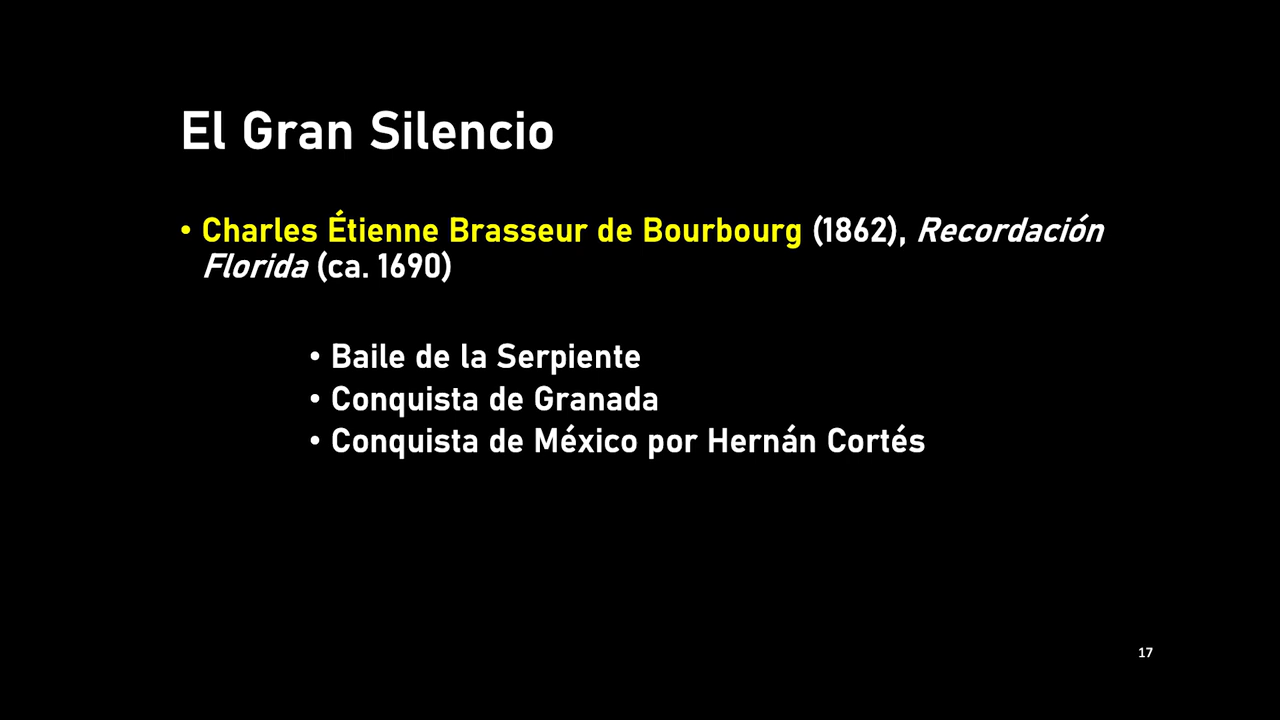 El Gran Silencio
• Charles Étienne Brasseur de Bourbourg (1862), Recordación
Florida (ca. 1690)
• Baile de la Serpiente
• Conquista de Granada
• Conquista de México por Hernán Cortés
17